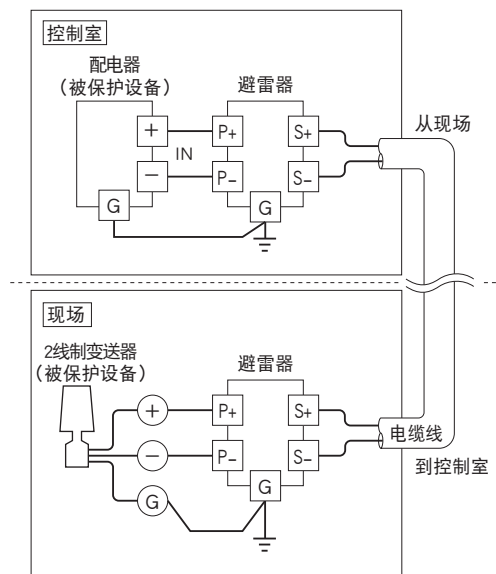 控制室
配电器
（被保护设备）
避雷器
从现场
+
P+
S+
IN
−
P−
S−
G
G
现场
2线制变送器
（被保护设备）
避雷器
+
P+
S+
电缆线
−
P−
S−
到控制室
G
G